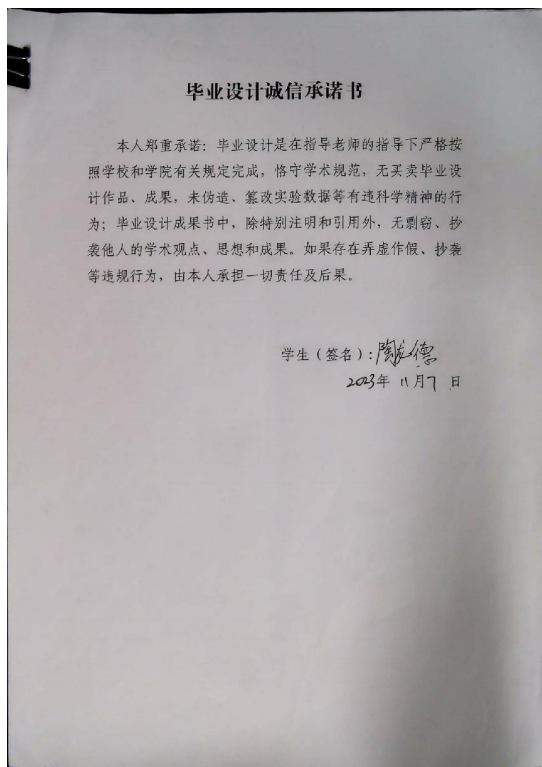 毕业设计诚信承诺书
本人郑重承诺：毕业设计是在指导老师的指导下严格按
照学校和学院有关规定完成，恪守学术规范，无买卖毕业设
计作品、成果，未伪造、篡改实验数据等有违科学精神的行
为；毕业设计成果书中，除特别注明和引用外，无剽窃、抄
袭他人的学术观点、思想和成果。如果存在弄虚作假、抄袭
等违规行为，由本人承担一切责任及后果。
学生（签名）：陶龙德
2023年 11月7 日